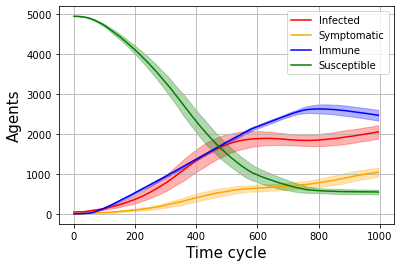 5000
4000
3000
2000
1000
0
Agents
0
200
400
600
800
1000
Time cycle
Infected
Symptomatic
Immune
Susceptible